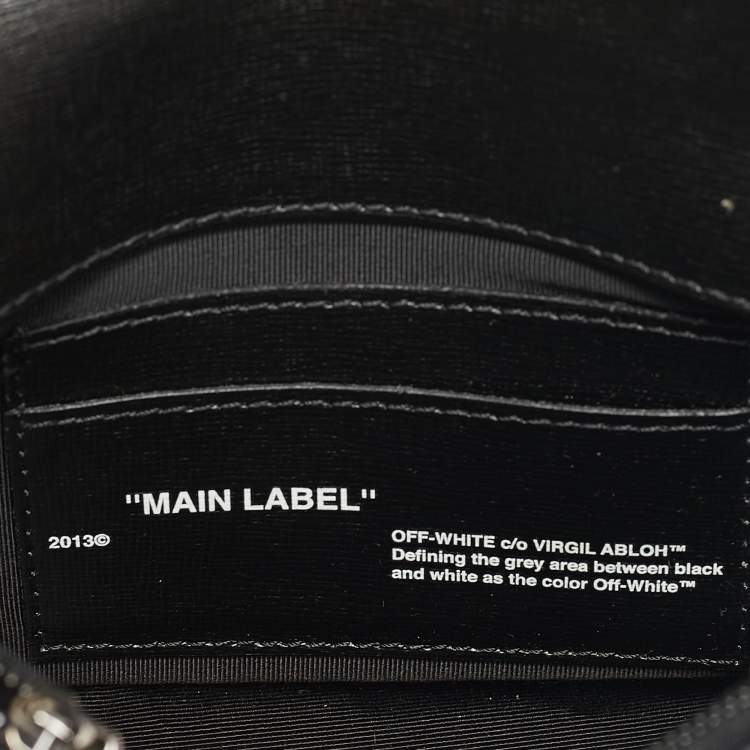 "MAIN LABEL"
2013©
OFF-WHITE c/o VIRGIL ABLOH™
Defining the grey area between black
and white as the color Off-White™